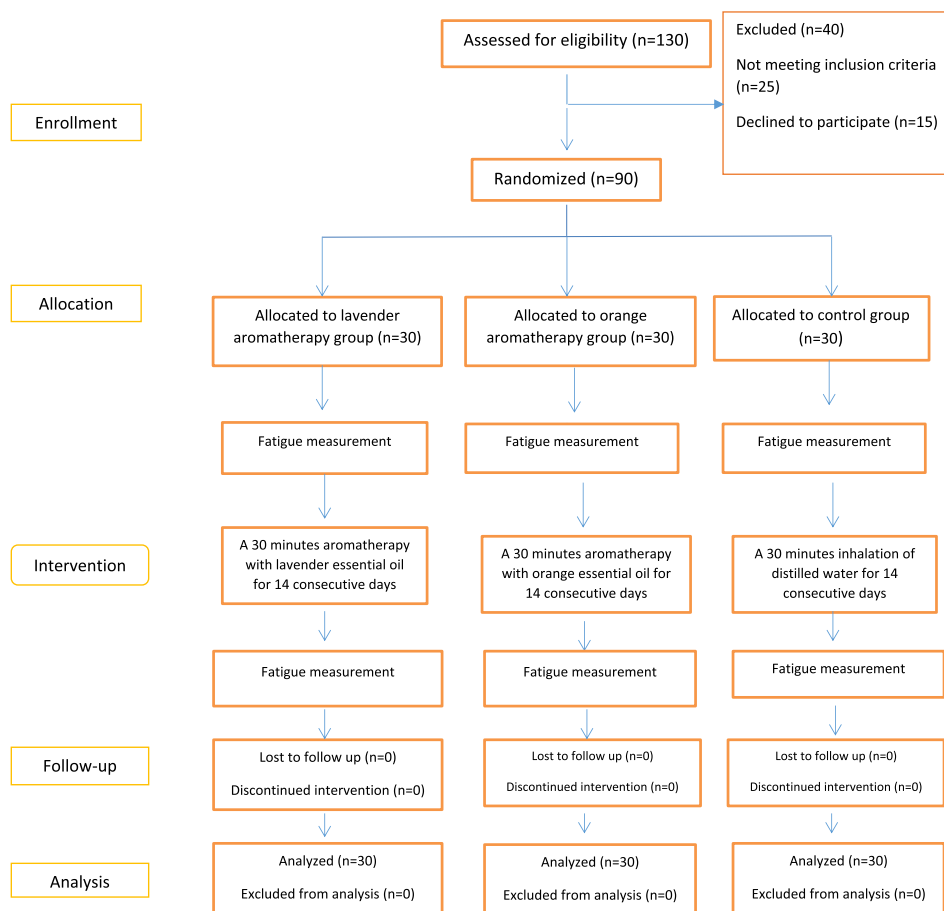 Assessed for eligibility (n=130)
Excluded (n=40)
Not meeting inclusion criteria
(n=25)
Declined to participate (n=15)
Enrollment
Randomized (n=90)
Allocation
Allocated to lavender
aromatherapy group (n=30)
Allocated to orange
aromatherapy group (n=30)
Allocated to control group
(n=30)
Fatigue measurement
Fatigue measurement
Fatigue measurement
Intervention
A 30 minutes aromatherapy
with lavender essential oil
for 14 consecutive days
A 30 minutes aromatherapy
with orange essential oil for
14 consecutive days
A 30 minutes inhalation of
distilled water for 14
consecutive days
Fatigue measurement
Fatigue measurement
Fatigue measurement
Follow-up
Lost to follow up (n=0)
Discontinued intervention (n=0)
Lost to follow up (n=0)
Discontinued intervention (n=0)
Lost to follow up (n=0)
Discontinued intervention (n=0)
Analysis
Analyzed (n=30)
Excluded from analysis (n=0)
Analyzed (n=30)
Excluded from analysis (n=0)
Analyzed (n=30)
Excluded from analysis (n=0)